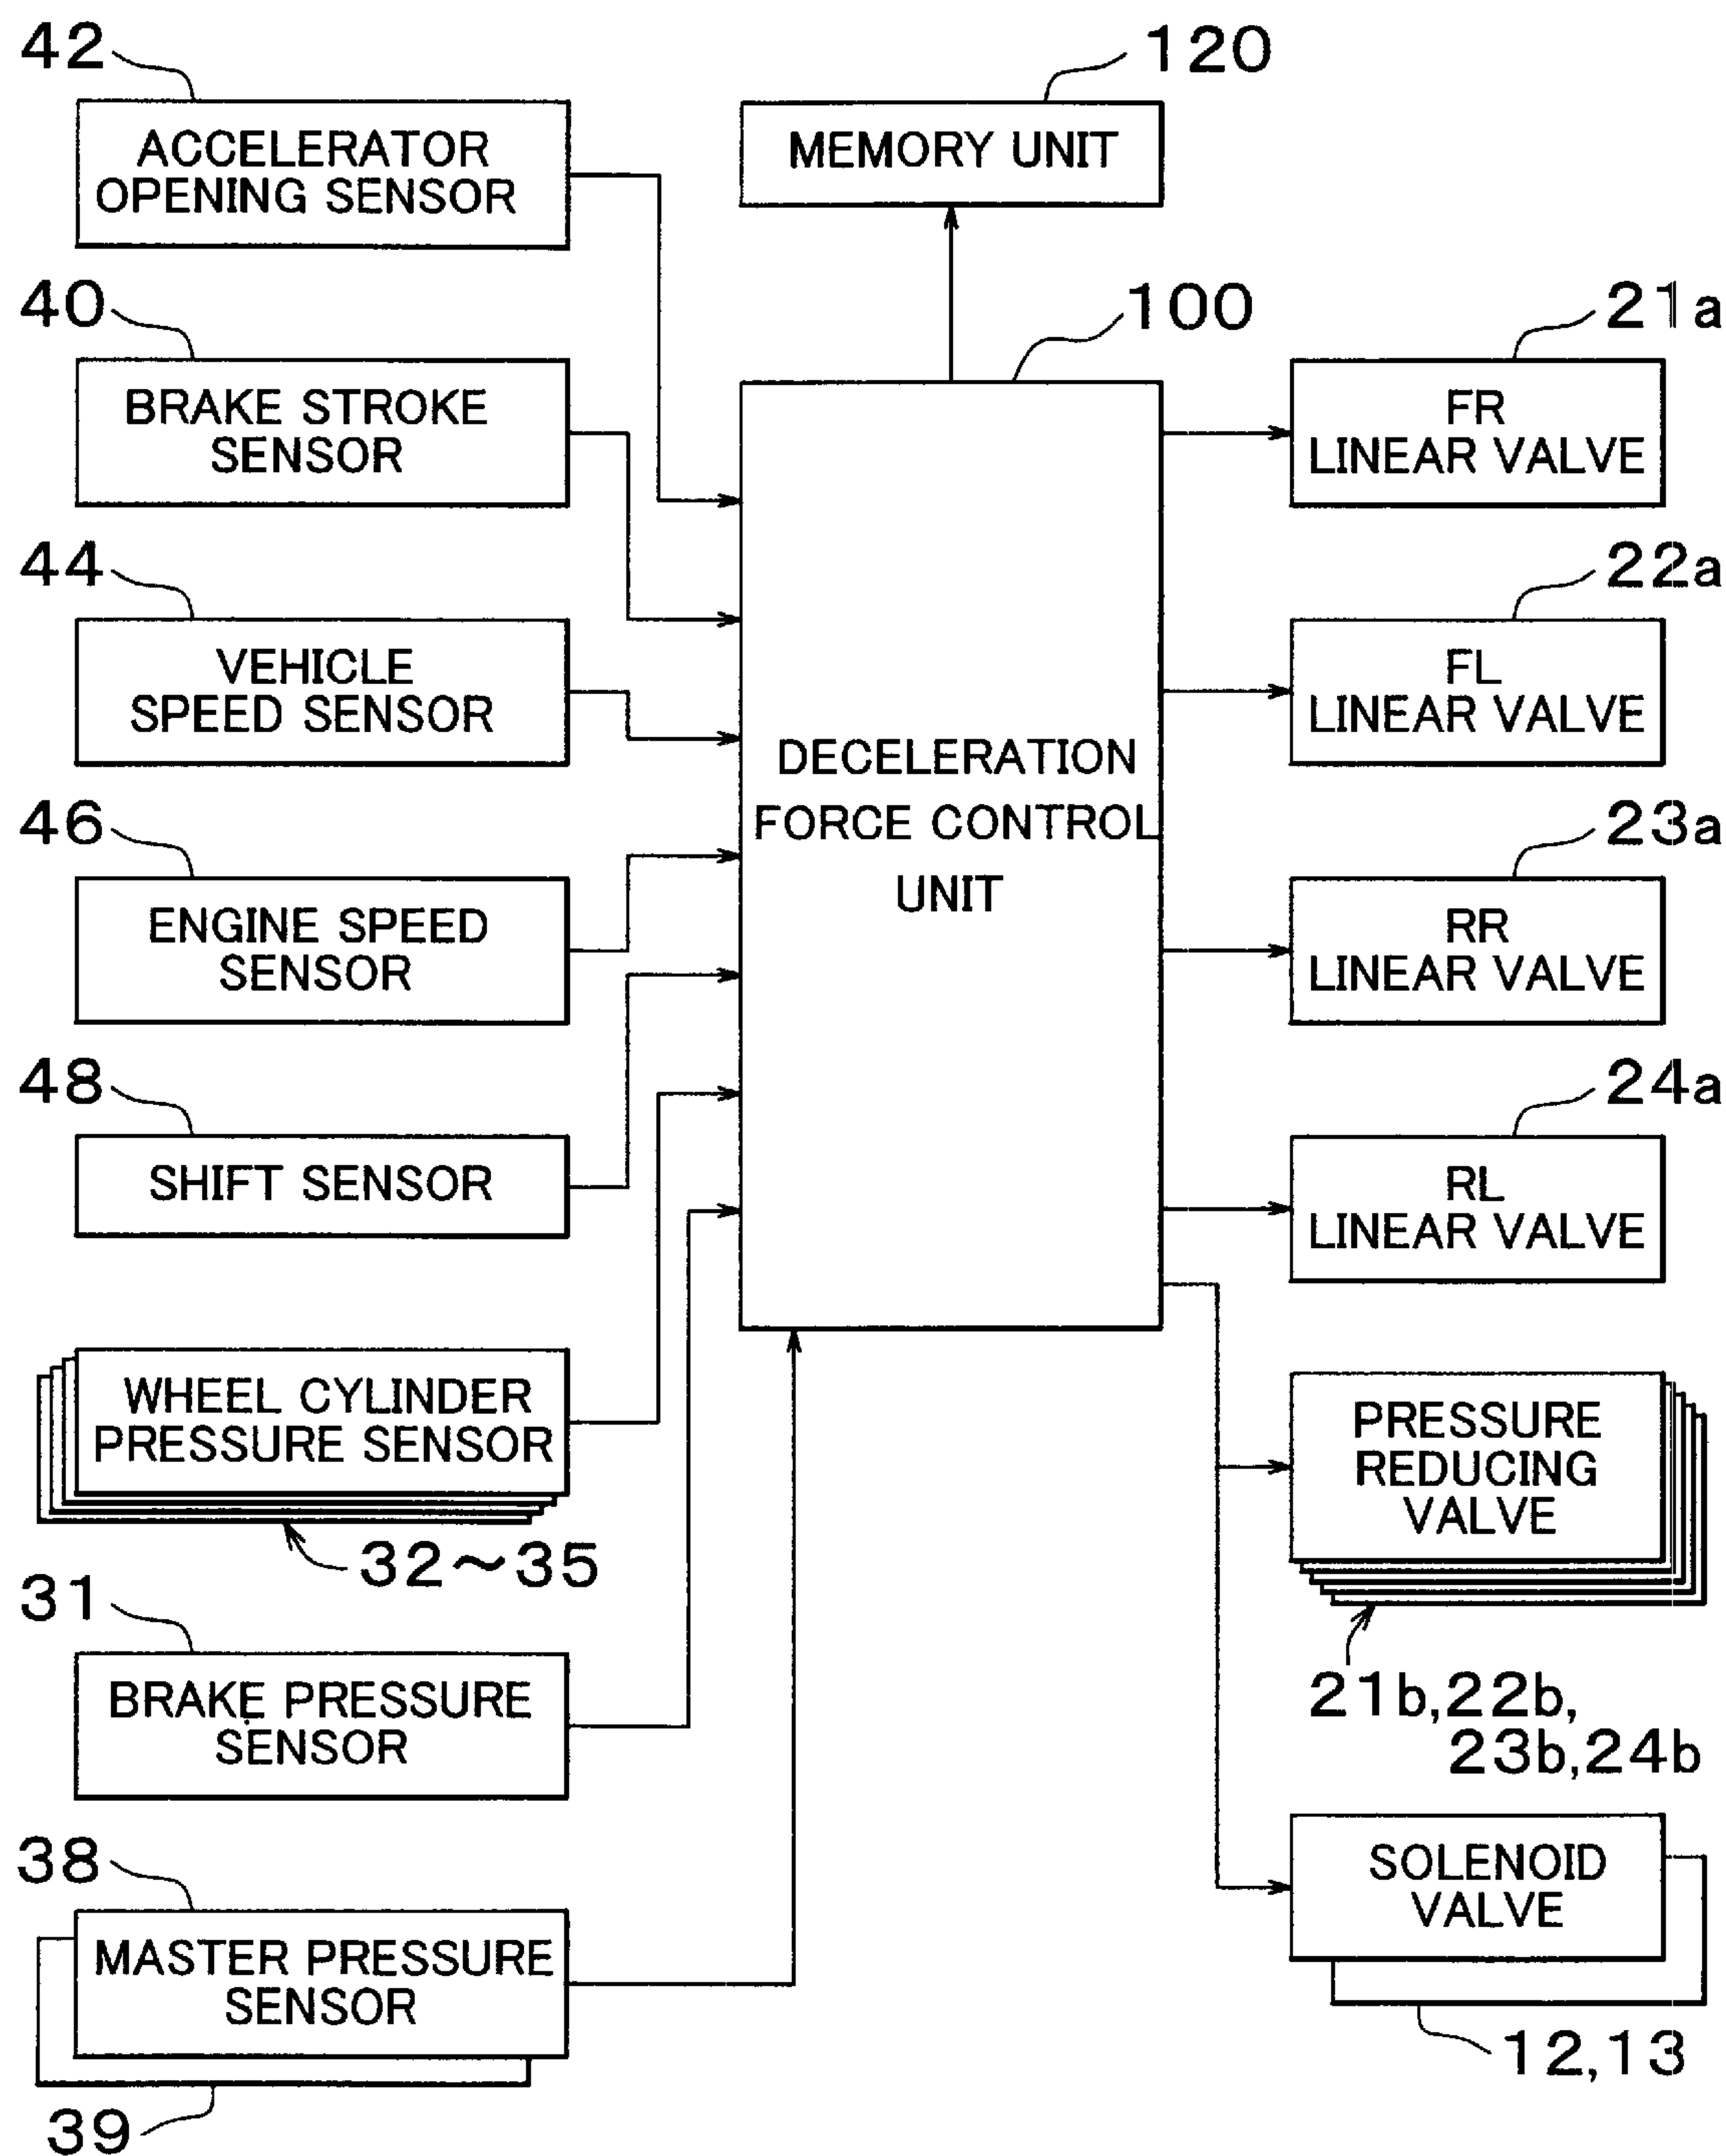 42
ACCELERATOR
OPENING SENSOR
120
MEMORY UNIT
40
BRAKE STROKE
SENSOR
100
DECELERATION
FORCE CONTROL
UNIT
21a
FR
LINEAR VALVE
44
VEHICLE
SPEED SENSOR
22a
FL
LINEAR VALVE
46
ENGINE SPEED
SENSOR
23a
RR
LINEAR VALVE
48
SHIFT SENSOR
24a
RL
LINEAR VALVE
WHEEL CYLINDER
PRESSURE SENSOR
32～35
PRESSURE
REDUCING
VALVE
21b,22b,
23b,24b
31
BRAKE PRESSURE
SENSOR
38
MASTER PRESSURE
SENSOR
39
SOLENOID
VALVE
12,13